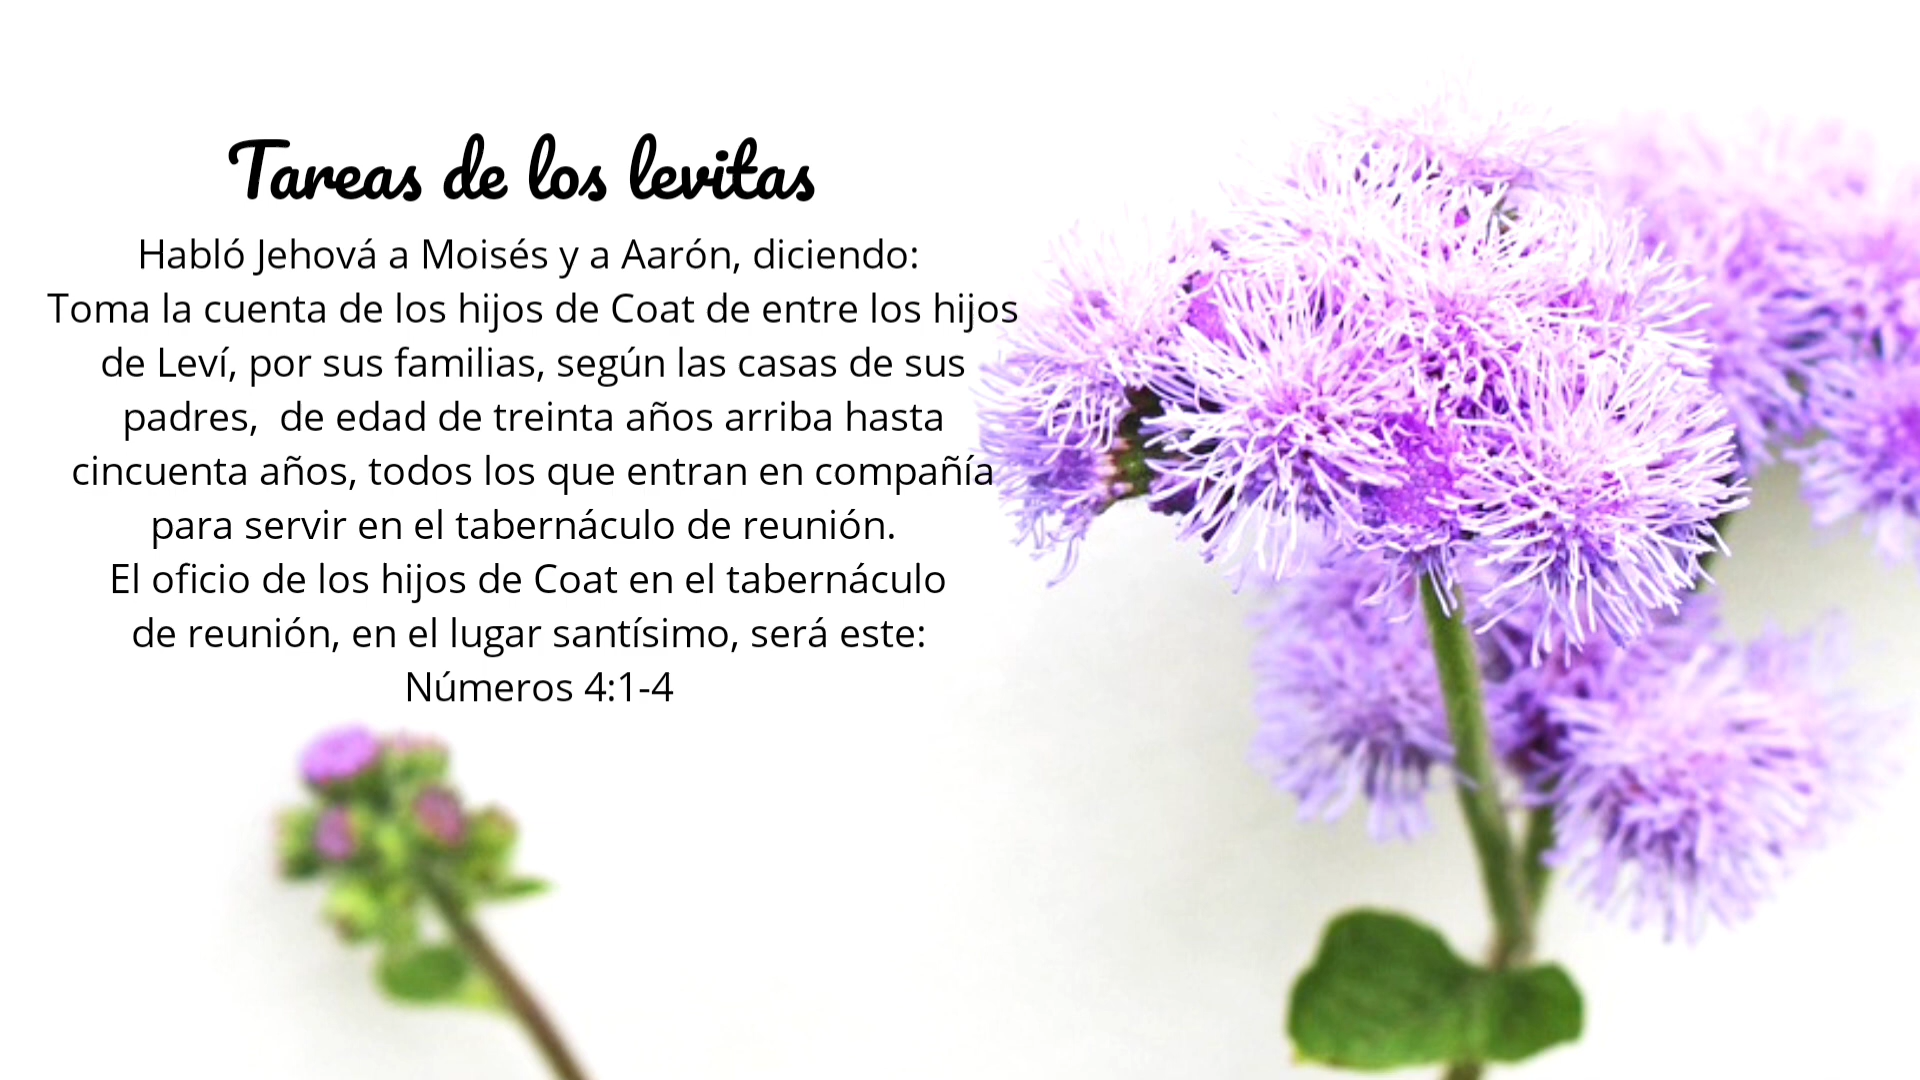 Tareas de los levitas
Habló Jehová a Moisés y a Aarón, diciendo:
Toma la cuenta de los hijos de Coat de entre los hijos
de Leví, por sus familias, según las casas de sus
padres,  de edad de treinta años arriba hasta
cincuenta años, todos los que entran en compañía
para servir en el tabernáculo de reunión.
El oficio de los hijos de Coat en el tabernáculo
de reunión, en el lugar santísimo, será este:
Números 4:1-4